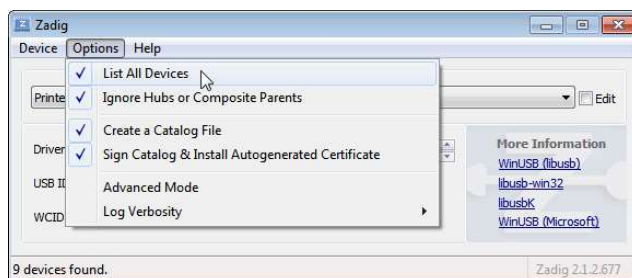 Zadig
Device Options Help
List All Devices
Ignore Hubs or Composite Parents
Printe
Edit
Create a Catalog File
Driver
Sign Catalog & Install Autogenerated Certificate
More Information
WinUSB (libusb)
USB ID
Advanced Mode
libusb-win32
Log Verbosity
libusbK
WCID
WinUSB (Microsoft)
9 devices found.
Zadig 2.1.2.677